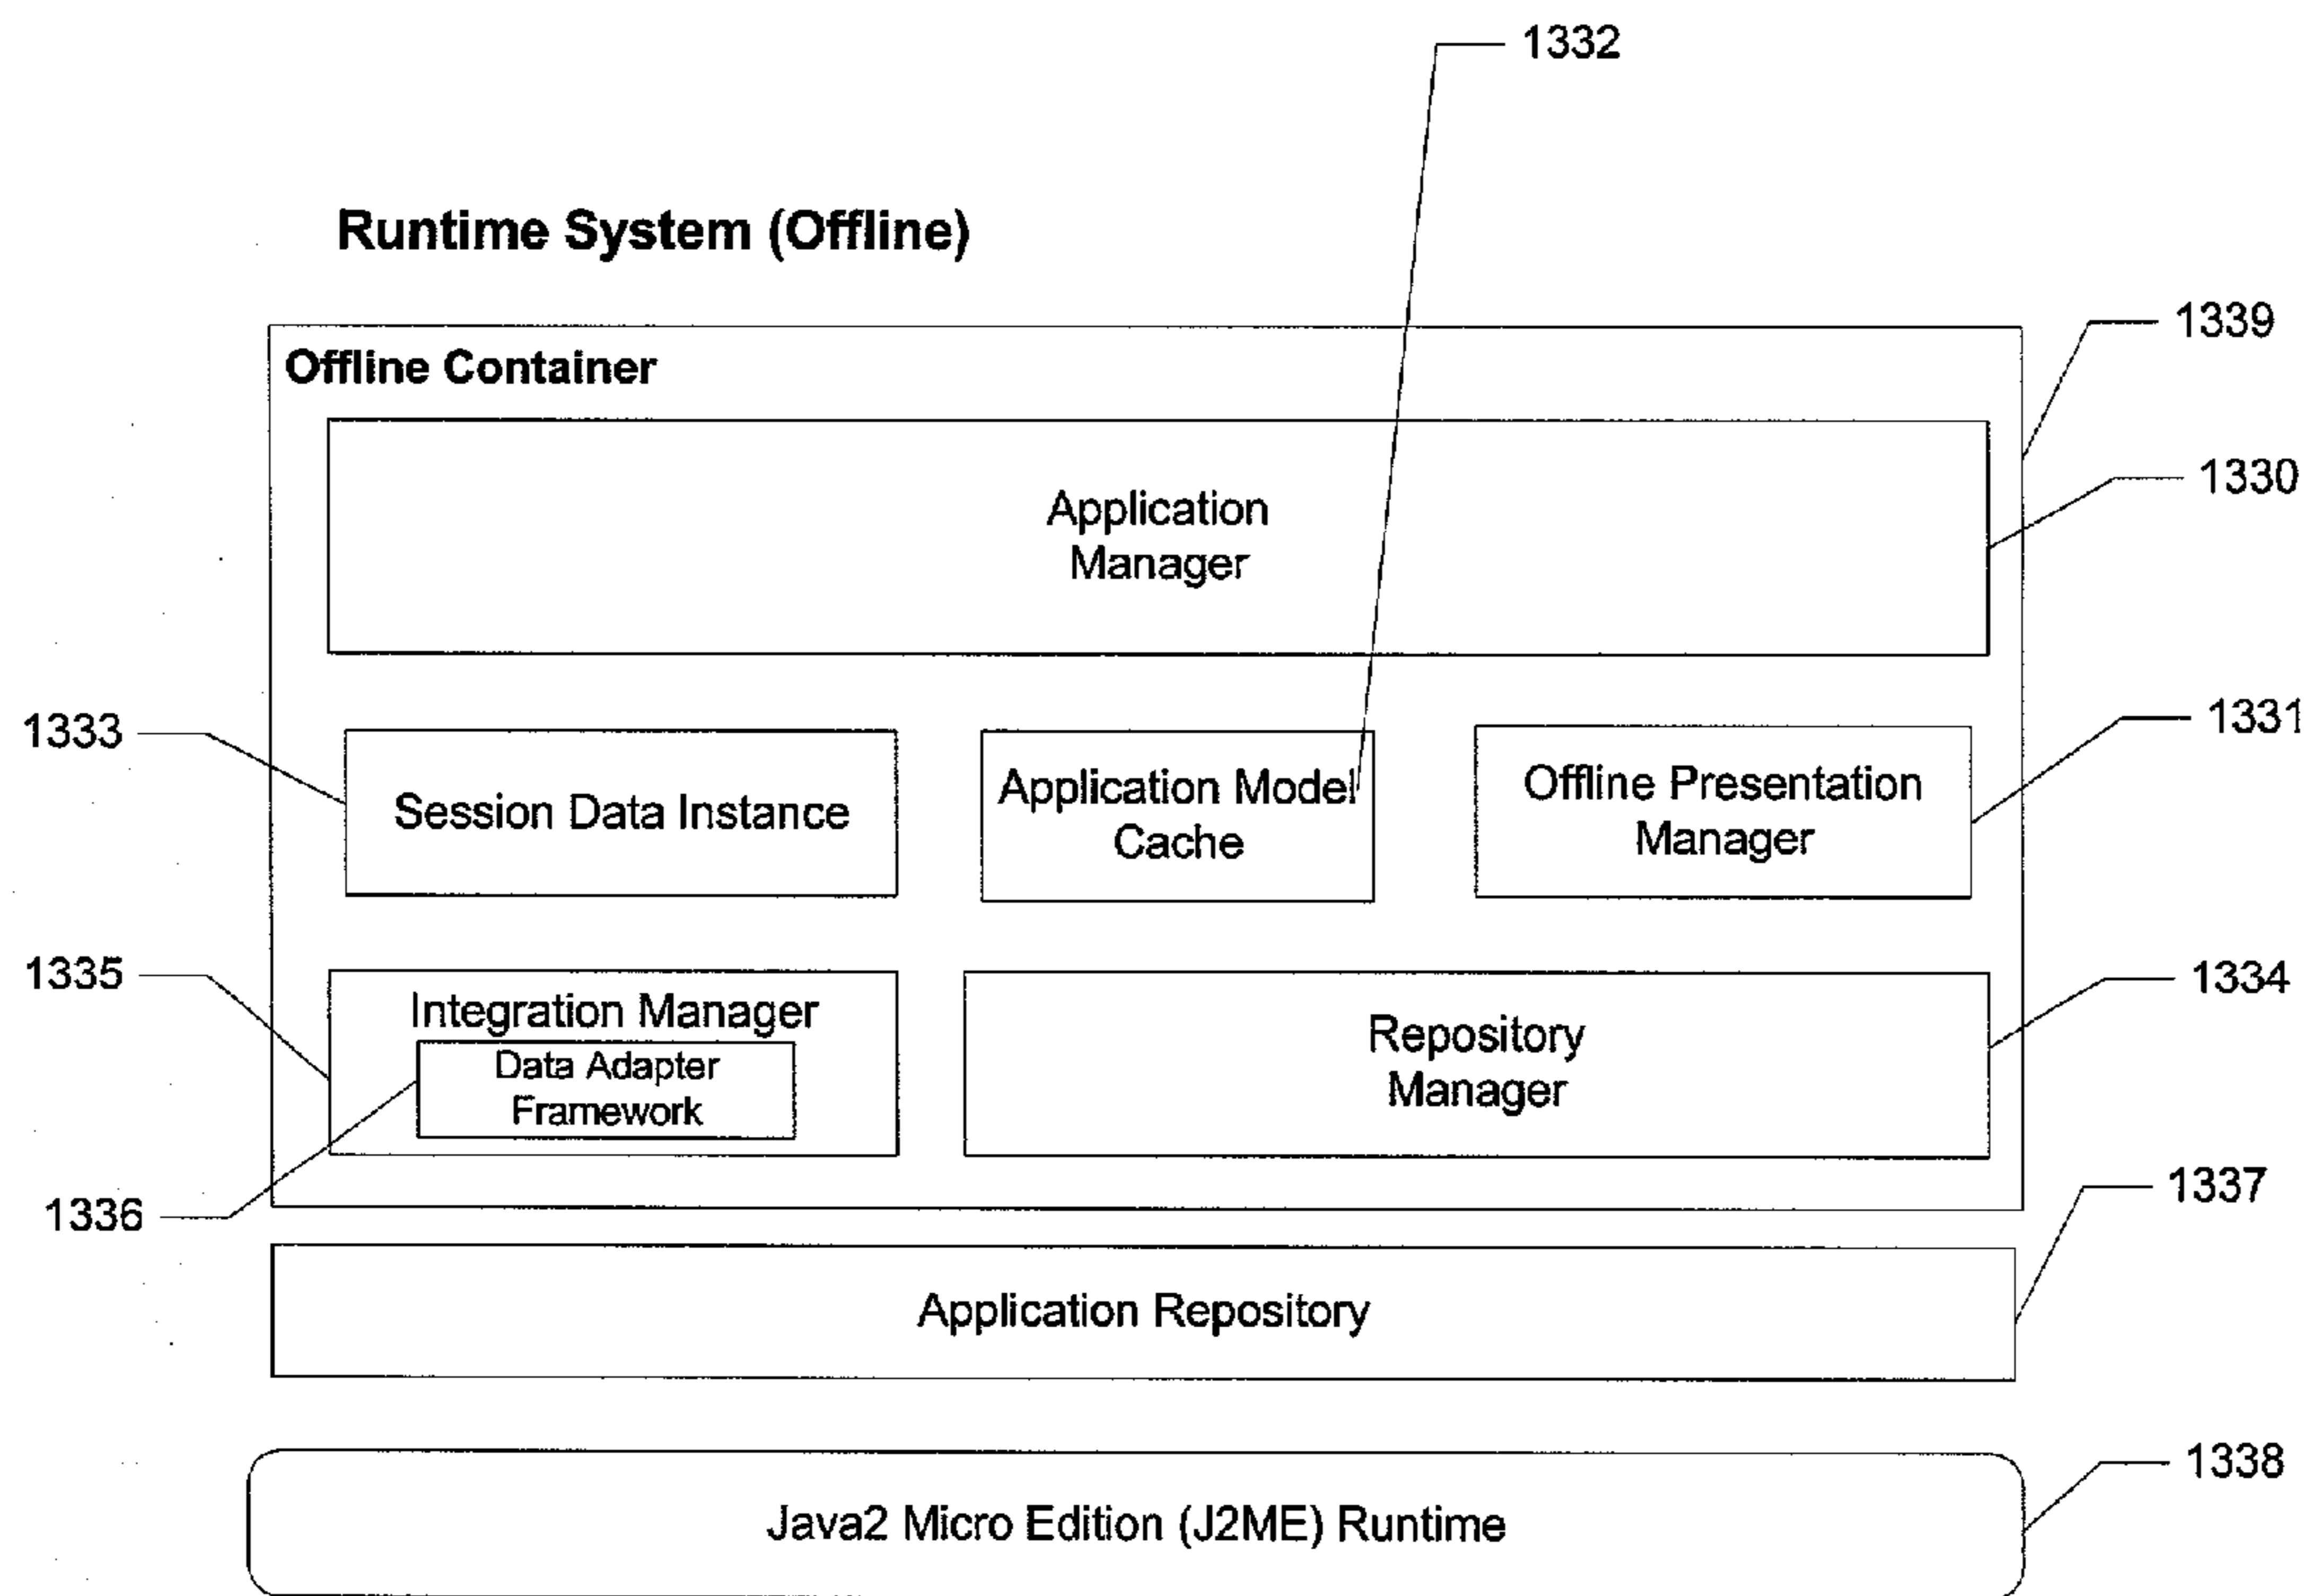 1332
Runtime System (Offline)
1339
Offline Container
1330
Application
Manager
1333
1331
Session Data Instance
Application Model
Cache
Offline Presentation
Manager
1335
1334
Integration Manager
Data Adapter
Framework
Repository
Manager
1336
1337
Application Repository
1338
Java2 Micro Edition (J2ME) Runtime